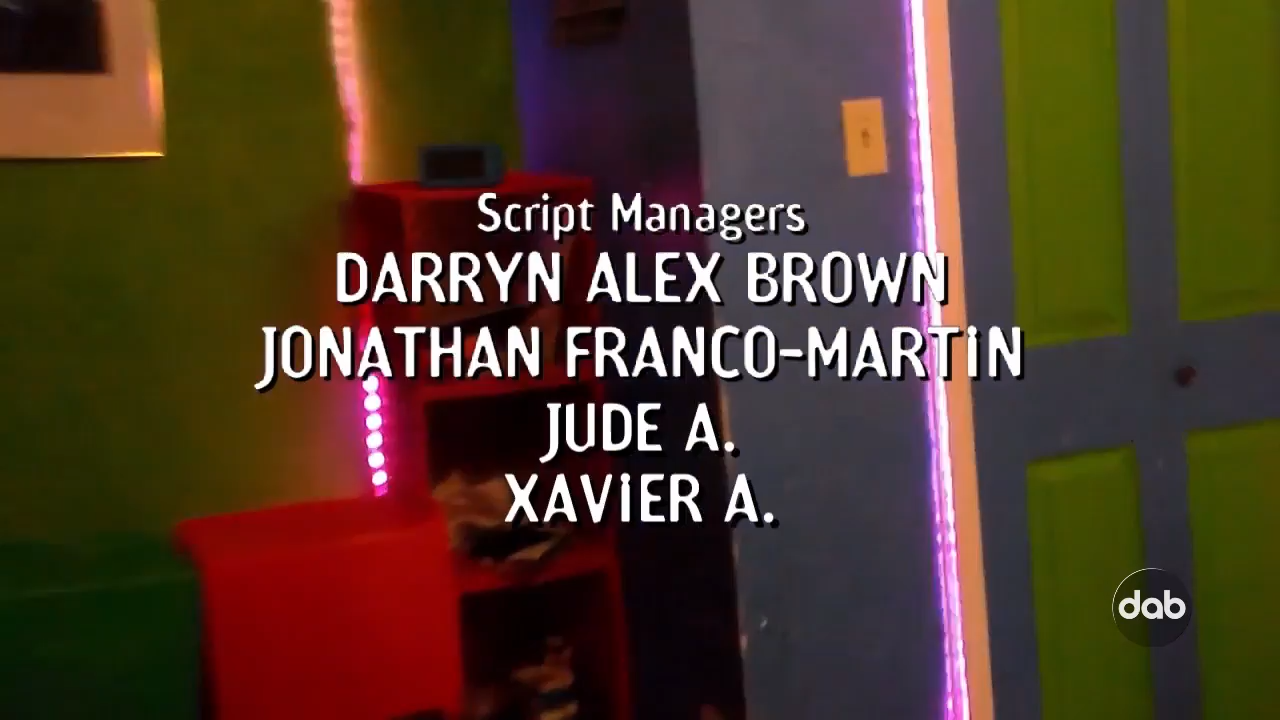 Script Managers
DARRYN ALEX BROWN
JONATHAN FRANCO-MARTiN
JUDE A.
XAViER A.
dab